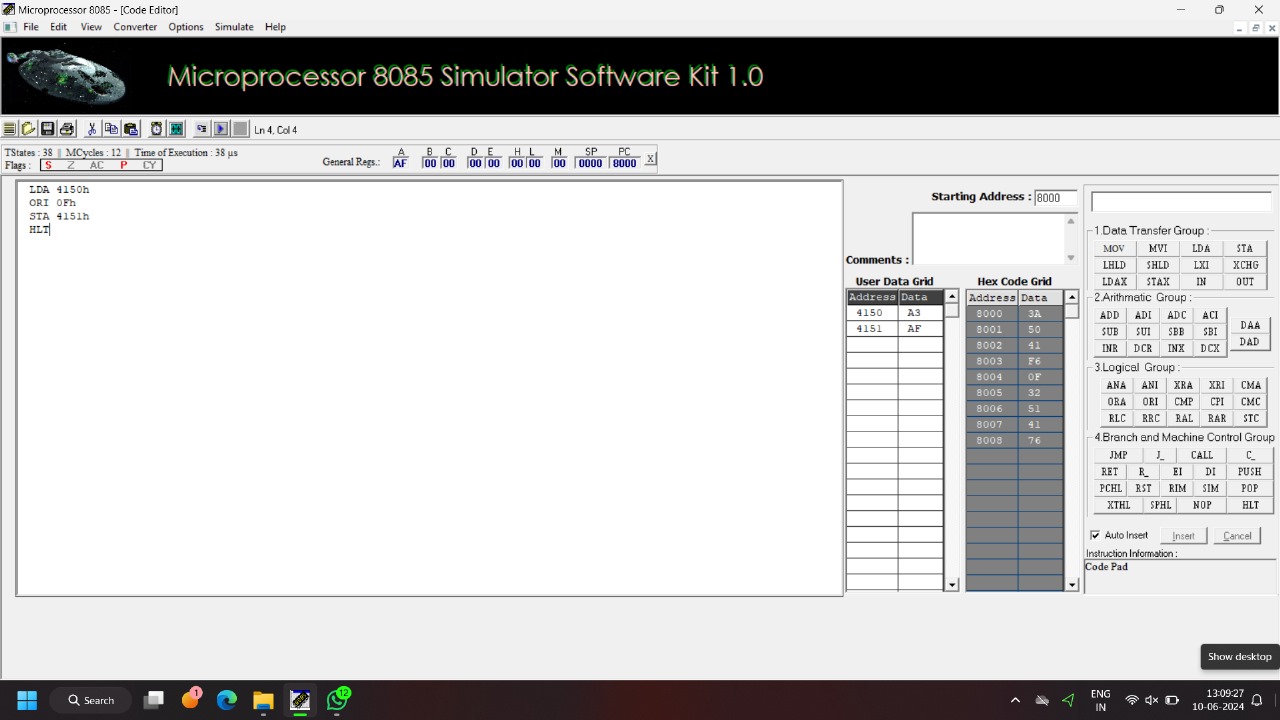 Microprocessor 8085 - [Code Editor]
File Edit View Converter Options Simulate Help
Microprocessor 8085 Simulator Software Kit 1.0
Ln 4, Col 4
TStates : 38 || MCycles : 12 || Time of Execution : 38 µs
Flags : S Z AC P CY
General Regs.: A B C D E H L M SP PC
AF 00 00 00 00 00 00 00 0000 8000 X
LDA 4150h
ORI 0Fh
STA 4151h
HLT
Starting Address : 8000
Comments :
User Data Grid
Address Data
4150 A3
4151 AF
Hex Code Grid
Address Data
8000 3A
8001 50
8002 41
8003 F6
8004 0F
8005 32
8006 51
8007 41
8008 76
1.Data Transfer Group :
MOV MVI LDA STA
LHLD SHLD LXI XCHG
LDAX STAX IN OUT
2.Arithmatic Group :
ADD ADI ADC ACI
SUB SUI SBB SBI
INR DCR INX DCX
DAA
DAD
3.Logical Group :
ANA ANI XRA XRI CMA
ORA ORI CMP CPI CMC
RLC RRC RAL RAR STC
4.Branch and Machine Control Group
JMP J_ CALL C_
RET R_ EI DI PUSH
PCHL RST RIM SIM POP
XTHL SPHL NOP HLT
Auto Insert Insert Cancel
Instruction Information :
Code Pad
Show desktop
Search
1
12
ENG
IN
13:09:27
10-06-2024